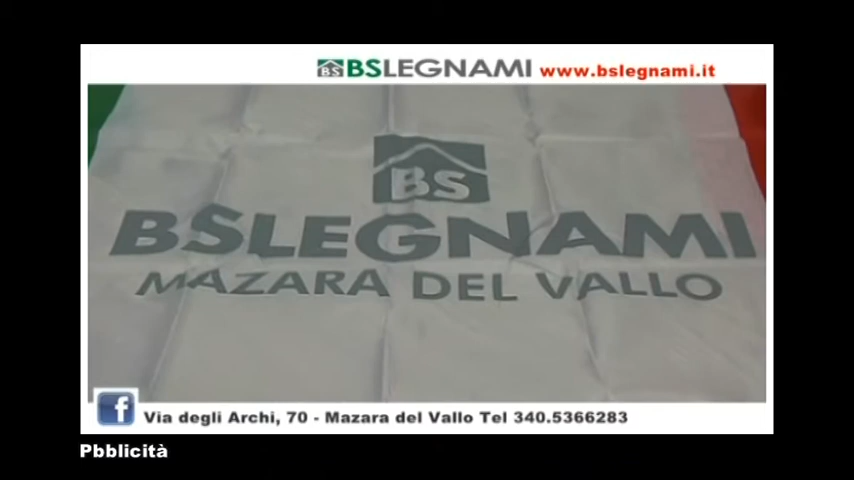 BS BSLEGNAMI www.bslegnami.it
BS
BSLEGNAMI
MAZARA DEL VALLO
f Via degli Archi, 70 - Mazara del Vallo Tel 340.5366283
Pbblicità